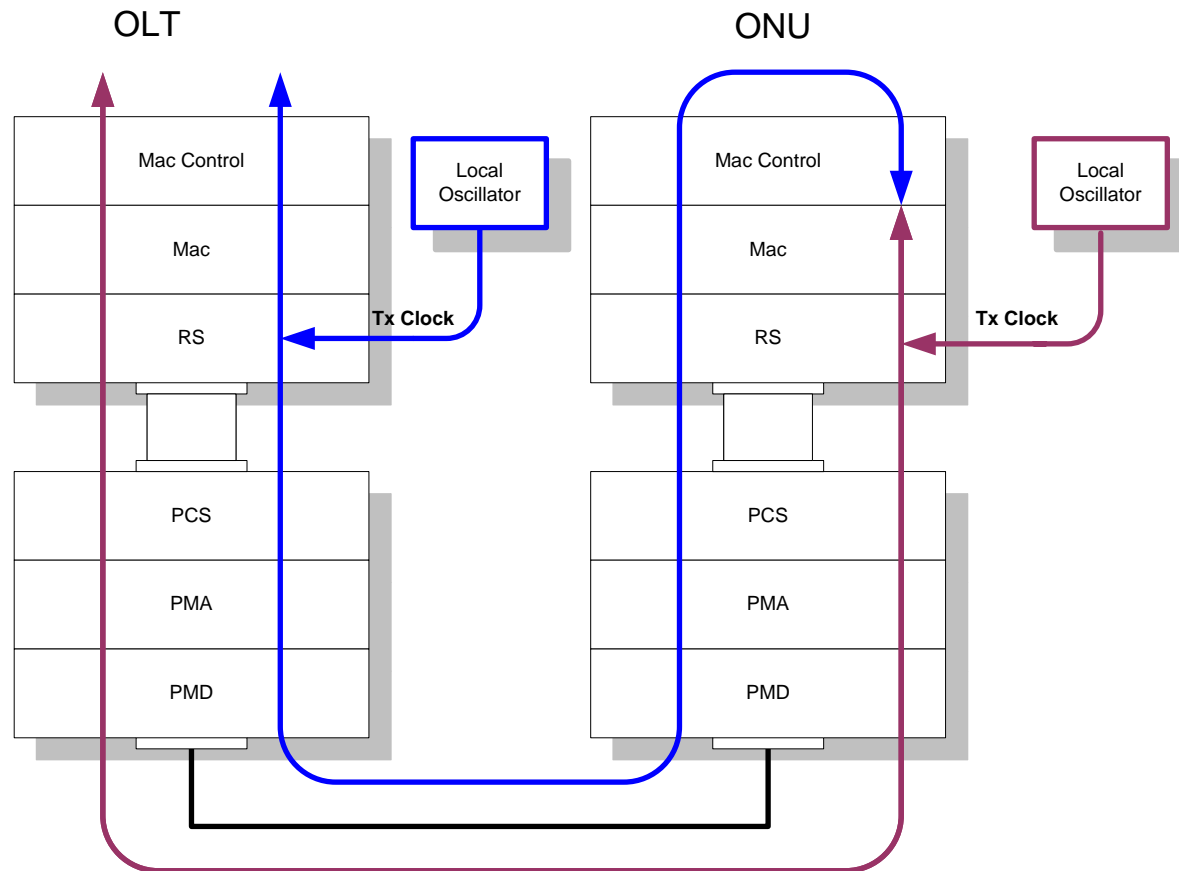 OLT
ONU
Mac Control
Local
Oscillator
Mac Control
Local
Oscillator
Mac
Mac
Tx Clock
RS
Tx Clock
RS
PCS
PCS
PMA
PMA
PMD
PMD